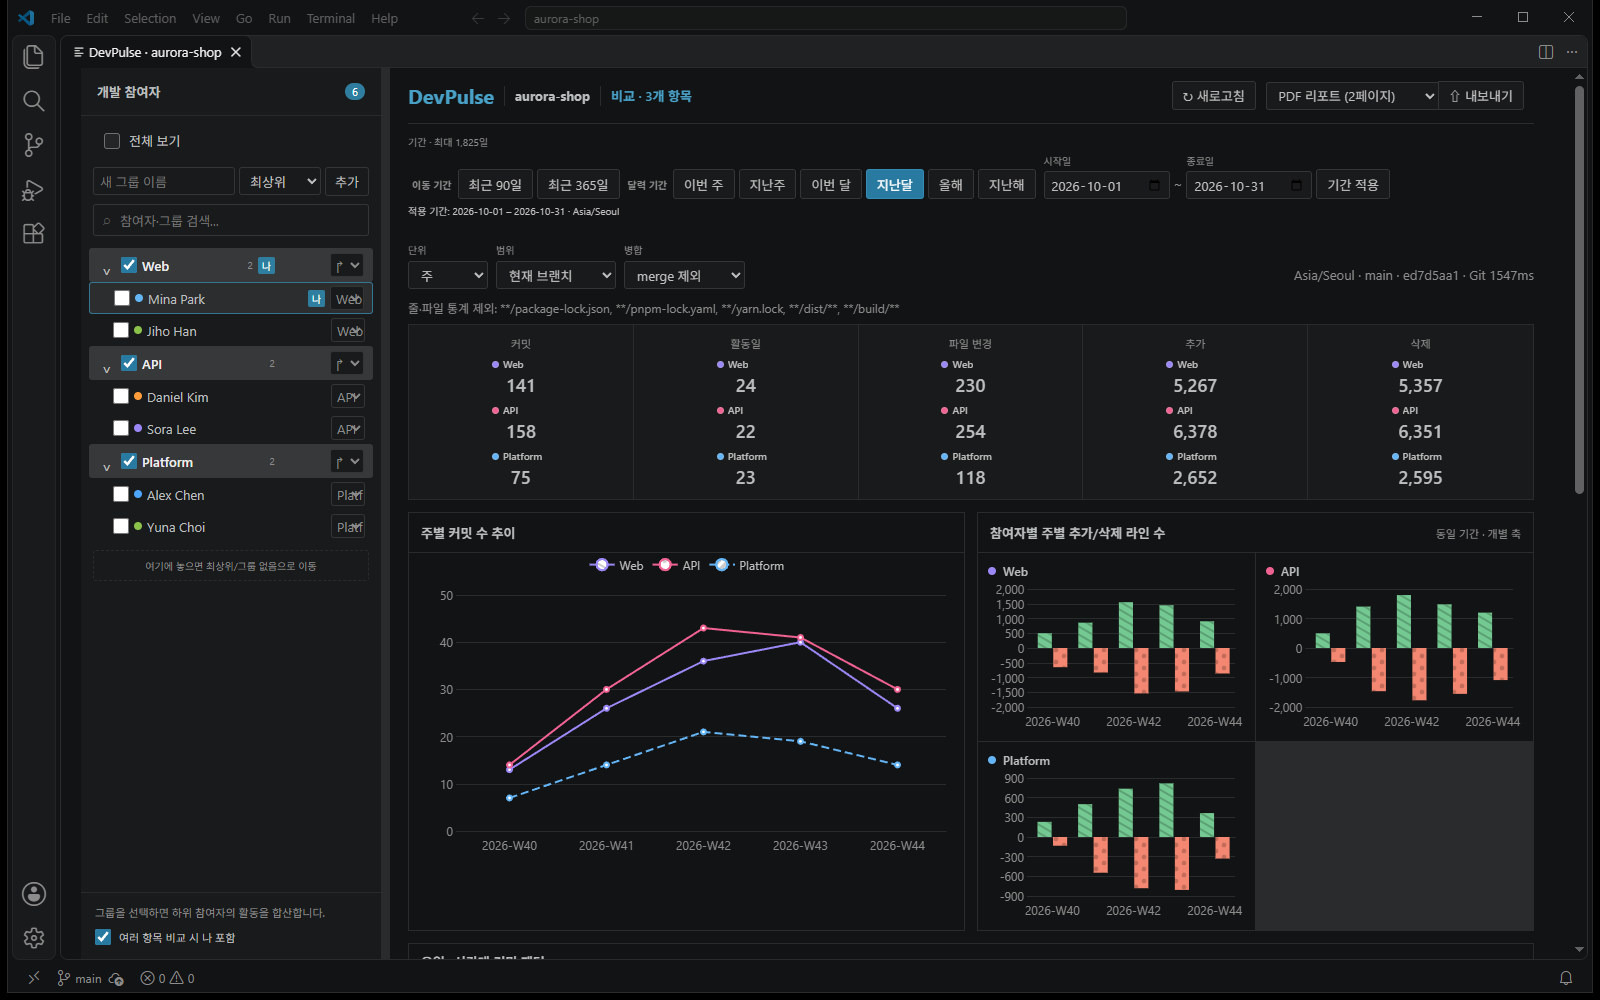 File Edit Selection View Go Run Terminal Help
aurora-shop
DevPulse · aurora-shop
개발 참여자 6
전체 보기
새 그룹 이름 최상위 추가
참여자·그룹 검색...
Web 2 나
Mina Park 나 Web
Jiho Han Web
API 2
Daniel Kim API
Sora Lee API
Platform 2
Alex Chen Platf
Yuna Choi Platf
여기에 놓으면 최상위/그룹 없음으로 이동
그룹을 선택하면 하위 참여자의 활동을 합산합니다.
여러 항목 비교 시 나 포함
DevPulse aurora-shop 비교 · 3개 항목
↻ 새로고침 PDF 리포트 (2페이지) ⇧ 내보내기
기간 · 최대 1,825일
시작일 종료일
이동 기간 최근 90일 최근 365일 달력 기간 이번 주 지난주 이번 달 지난달 올해 지난해 2026-10-01 ~ 2026-10-31 기간 적용
적용 기간: 2026-10-01 – 2026-10-31 · Asia/Seoul
단위 범위 병합
주 현재 브랜치 merge 제외
Asia/Seoul · main · ed7d5aa1 · Git 1547ms
줄·파일 통계 제외: **/package-lock.json, **/pnpm-lock.yaml, **/yarn.lock, **/dist/**, **/build/**
커밋 활동일 파일 변경 추가 삭제
Web Web Web Web Web
141 24 230 5,267 5,357
API API API API API
158 22 254 6,378 6,351
Platform Platform Platform Platform Platform
75 23 118 2,652 2,595
주별 커밋 수 추이
Web API Platform
50
40
30
20
10
0
2026-W40 2026-W41 2026-W42 2026-W43 2026-W44
참여자별 주별 추가/삭제 라인 수 동일 기간 · 개별 축
Web
2,000
1,500
1,000
500
0
-500
-1,000
-1,500
-2,000
2026-W40 2026-W42 2026-W44
API
2,000
1,000
0
-1,000
-2,000
2026-W40 2026-W42 2026-W44
Platform
900
600
300
0
-300
-600
-900
2026-W40 2026-W42 2026-W44
main 0 0